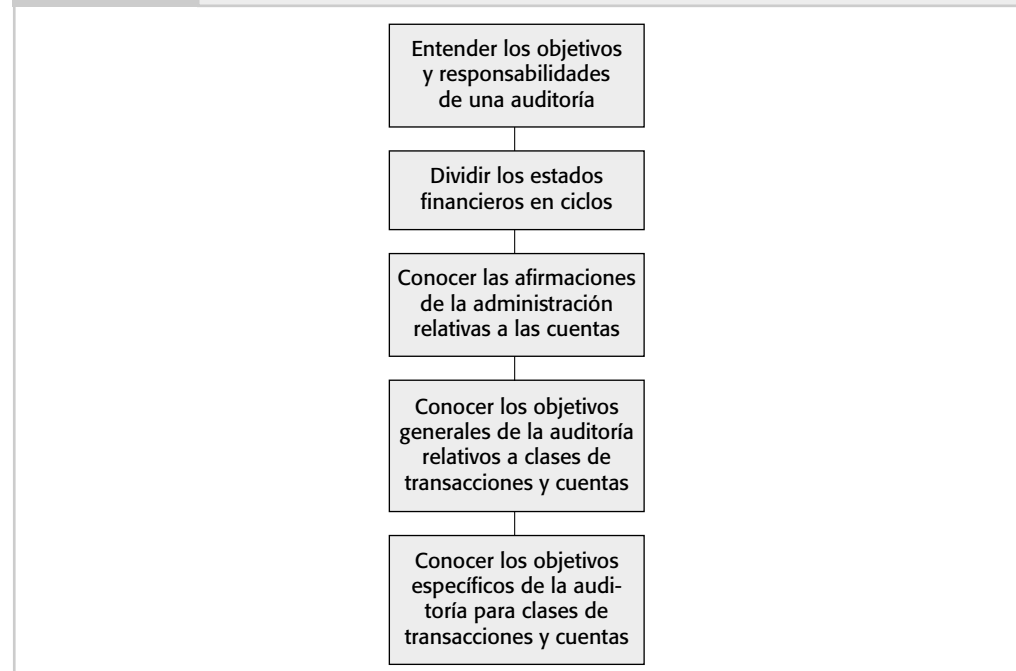 Entender los objetivos
y responsabilidades
de una auditoría
Dividir los estados
financieros en ciclos
Conocer las afirmaciones
de la administración
relativas a las cuentas
Conocer los objetivos
generales de la auditoría
relativos a clases de
transacciones y cuentas
Conocer los objetivos
específicos de la audi-
toría para clases de
transacciones y cuentas